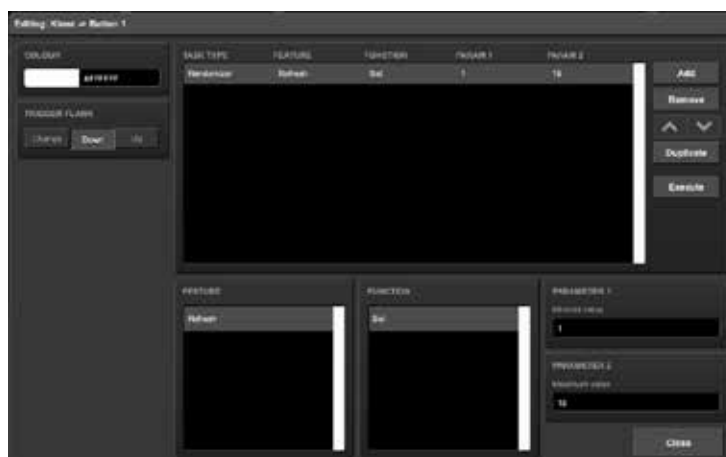 Editing: Kiosc -> Button 1
COLOUR
#FFFFFF
TRIGGER FLANK
Change Down Up
TASK TYPE FEATURE FUNCTION PARAM 1 PARAM 2
Randomizer Refresh Set 1 16
Add
Remove
Duplicate
Execute
FEATURE
Refresh
FUNCTION
Set
PARAMETER 1
Minimum value
1
PARAMETER 2
Maximum value
16
Close